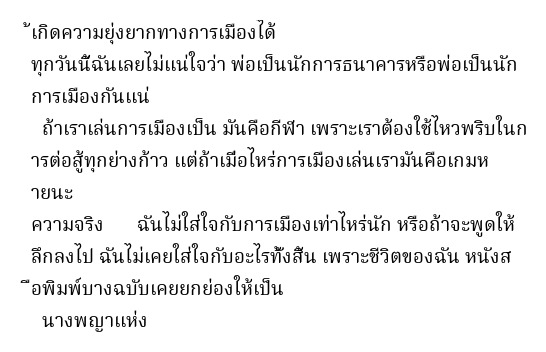 ้เกิดความยุ่งยากทางการเมืองได้
ทุกวันนี้ฉันเลยไม่แน่ใจว่า พ่อเป็นนักการธนาคารหรือพ่อเป็นนัก
การเมืองกันแน่
ถ้าเราเล่นการเมืองเป็น มันคือกีฬา เพราะเราต้องใช้ไหวพริบในก
ารต่อสู้ทุกย่างก้าว แต่ถ้าเมื่อไหร่การเมืองเล่นเรามันคือเกมห
ายนะ
ความจริง ฉันไม่ใส่ใจกับการเมืองเท่าไหร่นัก หรือถ้าจะพูดให้
ลึกลงไป ฉันไม่เคยใส่ใจกับอะไรทั้งสิ้น เพราะชีวิตของฉัน หนังส
ือพิมพ์บางฉบับเคยยกย่องให้เป็น
นางพญาแห่ง